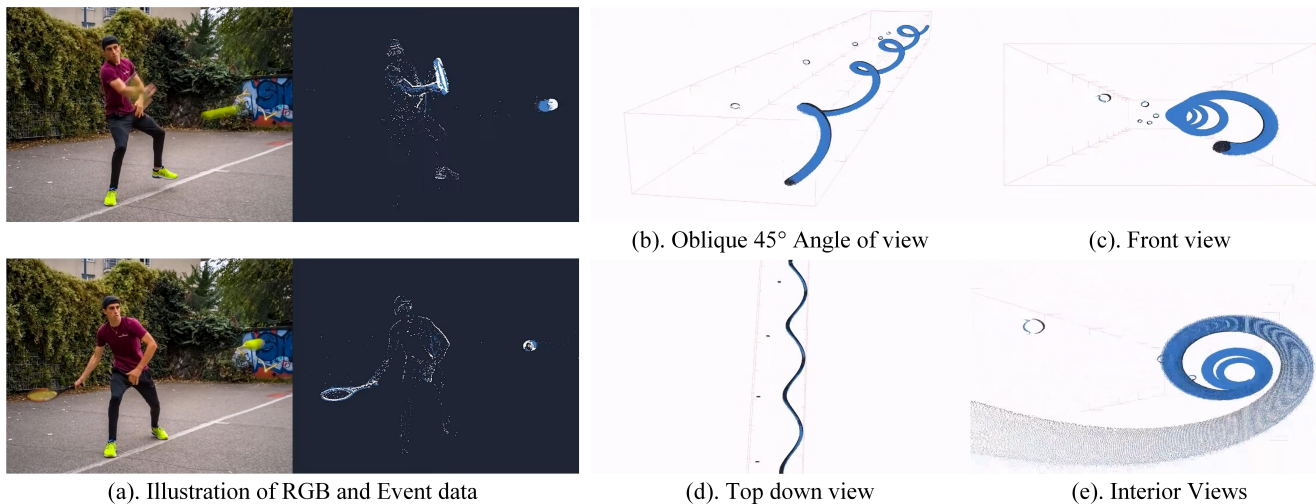 (b). Oblique 45° Angle of view
(c). Front view
(a). Illustration of RGB and Event data
(d). Top down view
(e). Interior Views